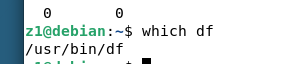 0 0
z1@debian:~$ which df
/usr/bin/df
z1@debian:~$